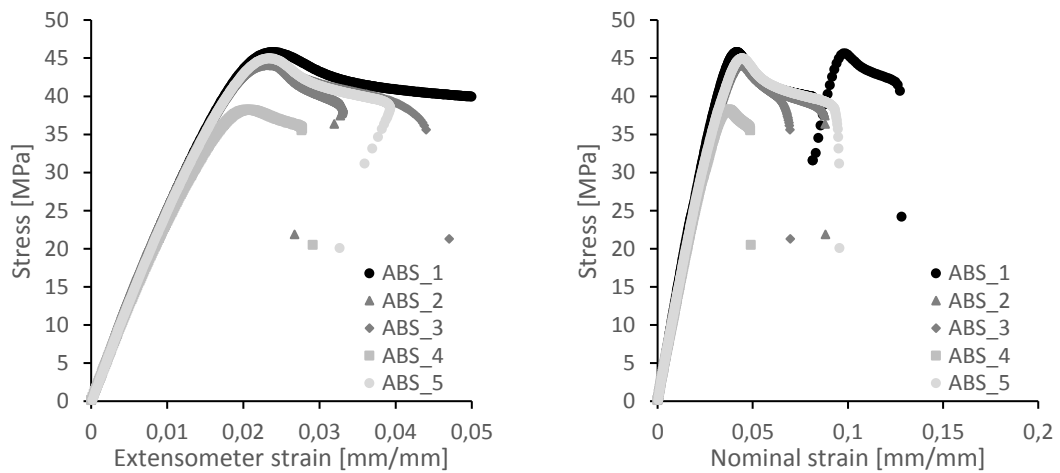 50
45
40
35
30
25
20
15
10
5
0
Stress [MPa]
ABS_1
ABS_2
ABS_3
ABS_4
ABS_5
0 0,01 0,02 0,03 0,04 0,05
Extensometer strain [mm/mm]
50
45
40
35
30
25
20
15
10
5
0
Stress [MPa]
ABS_1
ABS_2
ABS_3
ABS_4
ABS_5
0 0,05 0,1 0,15 0,2
Nominal strain [mm/mm]